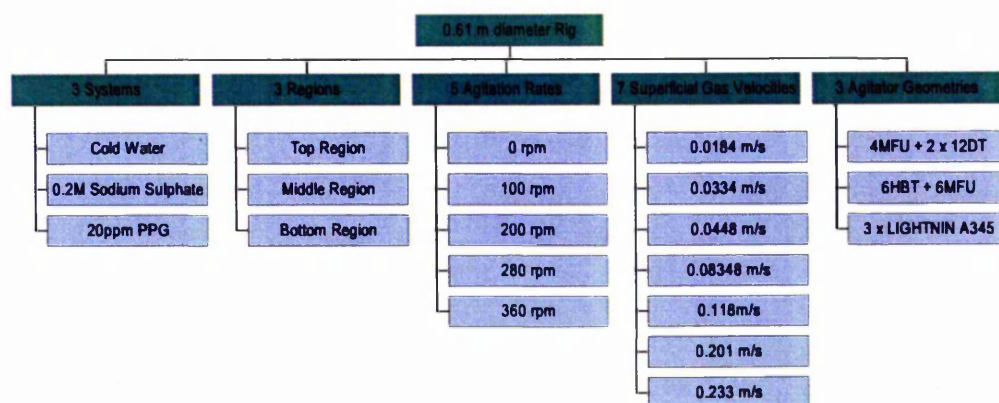 0.61 m diameter Rig
3 Systems
Cold Water
0.2M Sodium Sulphate
20ppm PPG
3 Regions
Top Region
Middle Region
Bottom Region
5 Agitation Rates
0 rpm
100 rpm
200 rpm
280 rpm
360 rpm
7 Superficial Gas Velocities
0.0184 m/s
0.0334 m/s
0.0448 m/s
0.08348 m/s
0.118m/s
0.201 m/s
0.233 m/s
3 Agitator Geometries
4MFU + 2 x 12DT
6HBT + 6MFU
3 x LIGHTNIN A345